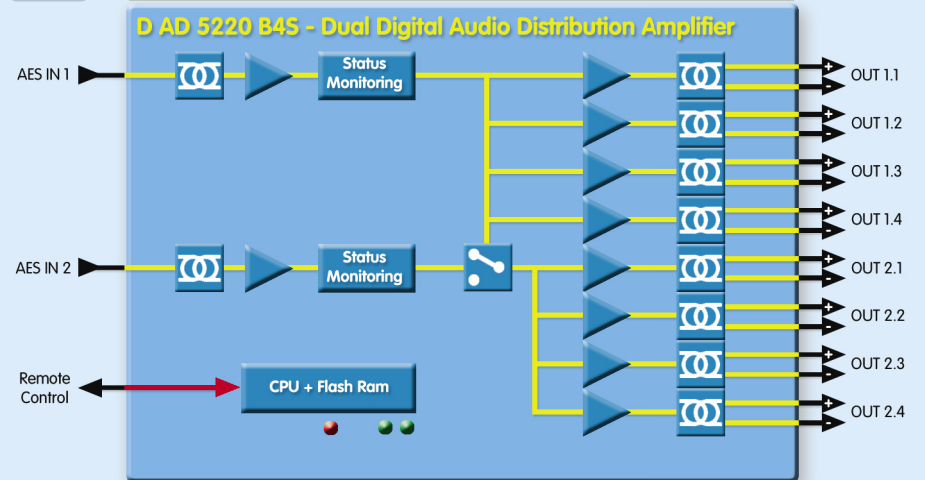 D AD 5220 B4S - Dual Digital Audio Distribution Amplifier
AES IN 1
Status
Monitoring
+
-
OUT 1.1
+
-
OUT 1.2
+
-
OUT 1.3
+
-
OUT 1.4
AES IN 2
Status
Monitoring
+
-
OUT 2.1
+
-
OUT 2.2
+
-
OUT 2.3
+
-
OUT 2.4
Remote
Control
CPU + Flash Ram